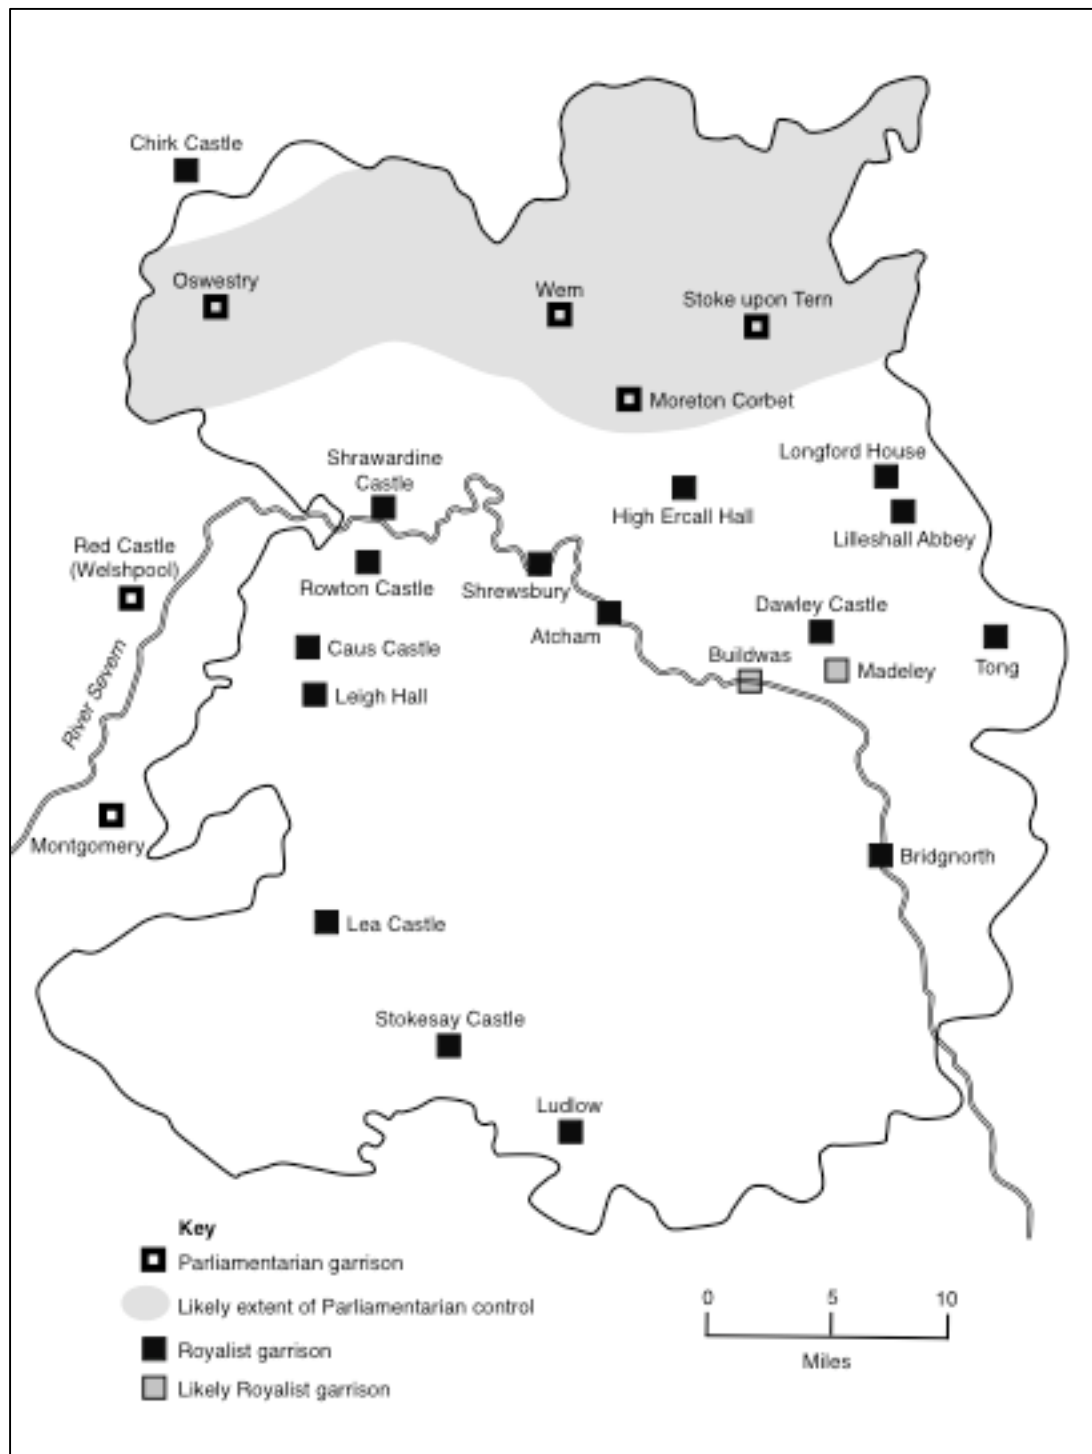 Chirk Castle
Oswestry
Wem
Stoke upon Tern
Moreton Corbet
Longford House
Shrawardine
Castle
High Ercall Hall
Lilleshall Abbey
Red Castle
(Welshpool)
Rowton Castle
Shrewsbury
Dawley Castle
Atcham
Caus Castle
Buildwas
Madeley
Tong
Leigh Hall
River Severn
Montgomery
Bridgnorth
Lea Castle
Stokesay Castle
Ludlow
Key
Parliamentarian garrison
Likely extent of Parliamentarian control
Royalist garrison
Likely Royalist garrison
0 5 10
Miles